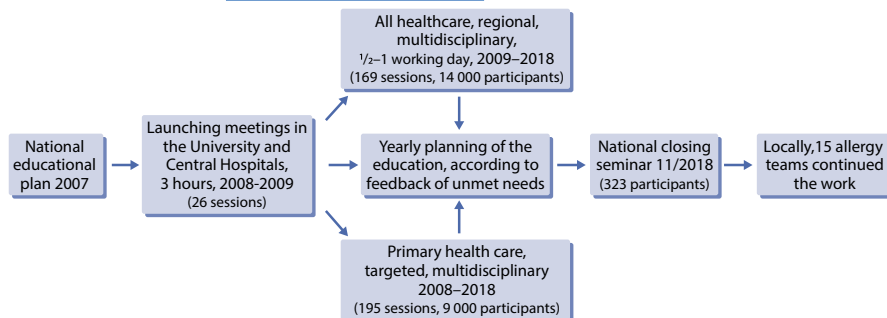 National
educational
plan 2007
Launching meetings in
the University and
Central Hospitals,
3 hours, 2008-2009
(26 sessions)
All healthcare, regional,
multidisciplinary,
½–1 working day, 2009–2018
(169 sessions, 14 000 participants)
Yearly planning of the
education, according to
feedback of unmet needs
Primary health care,
targeted, multidisciplinary
2008–2018
(195 sessions, 9 000 participants)
National closing
seminar 11/2018
(323 participants)
Locally,15 allergy
teams continued
the work